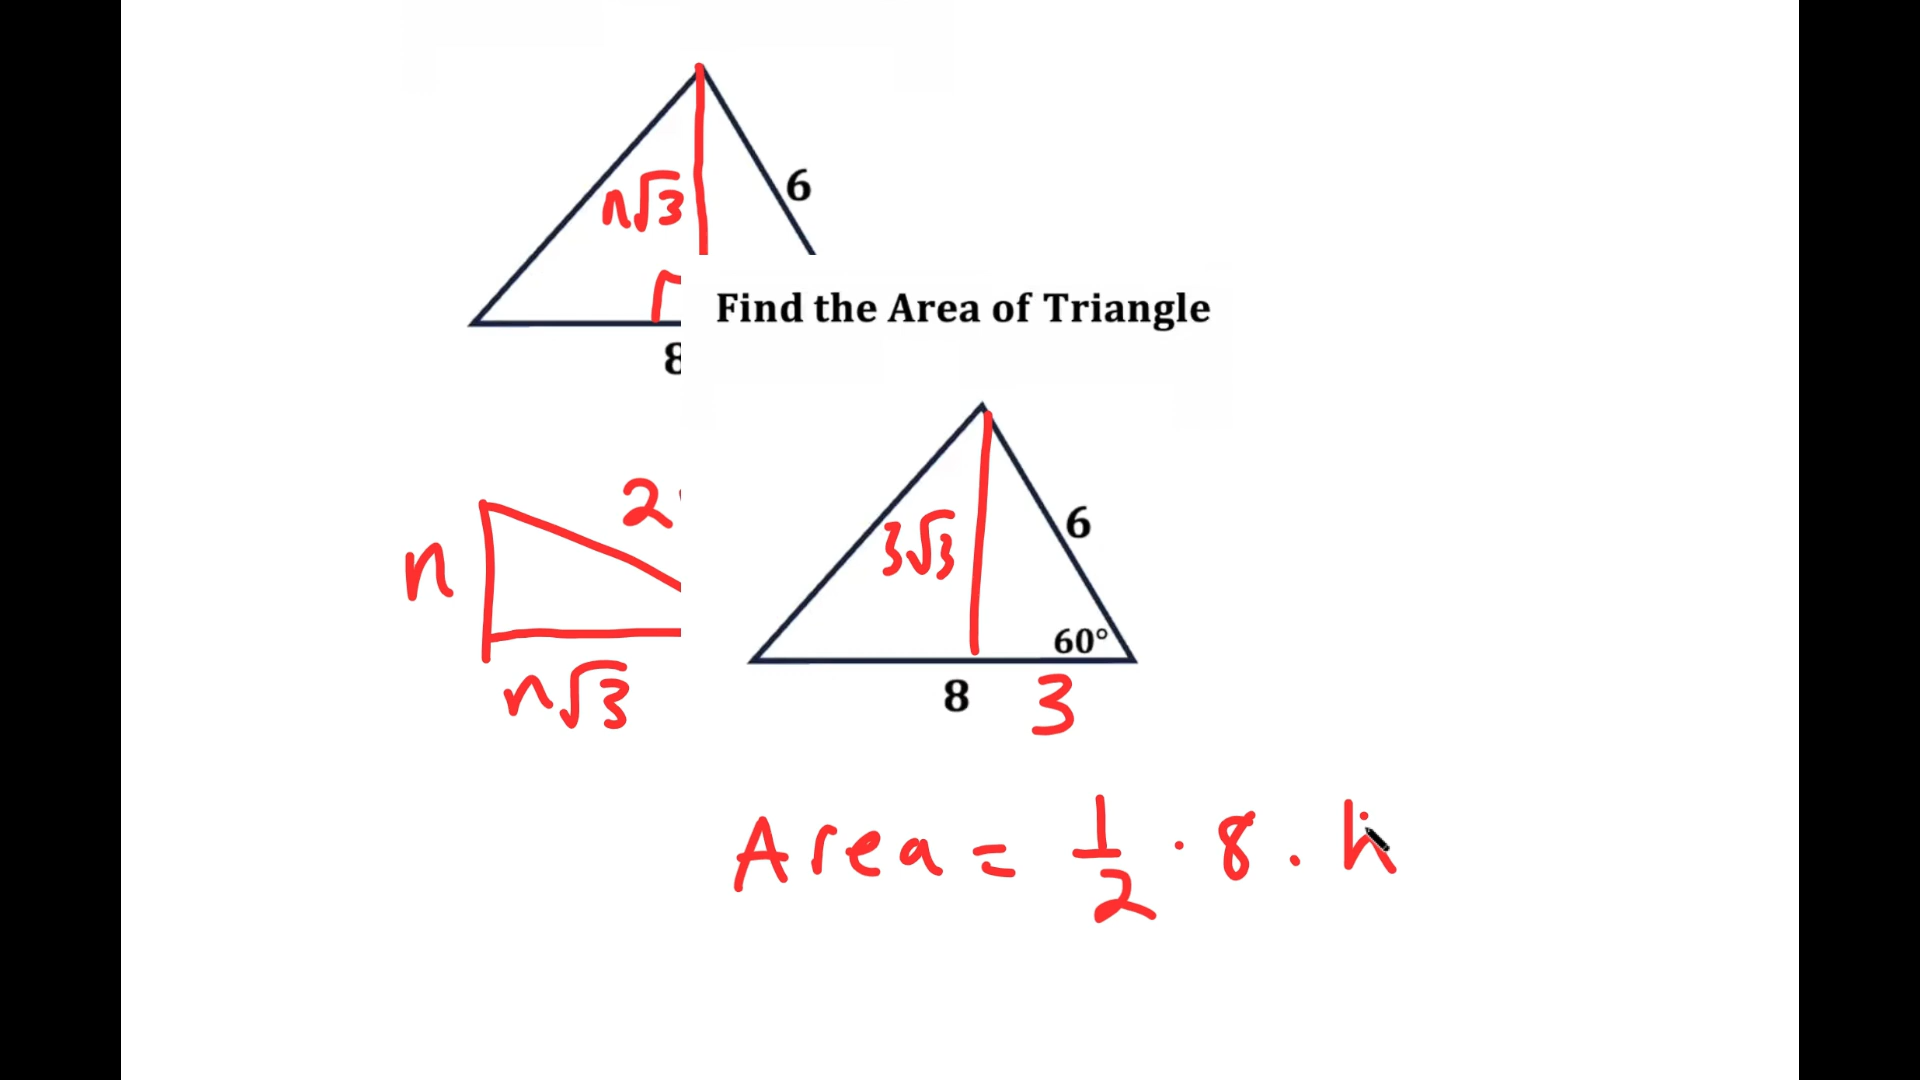 6
n√3
8
Find the Area of Triangle
2
n
n√3
6
3√3
60°
8
3
Area = 1/2 · 8 · h